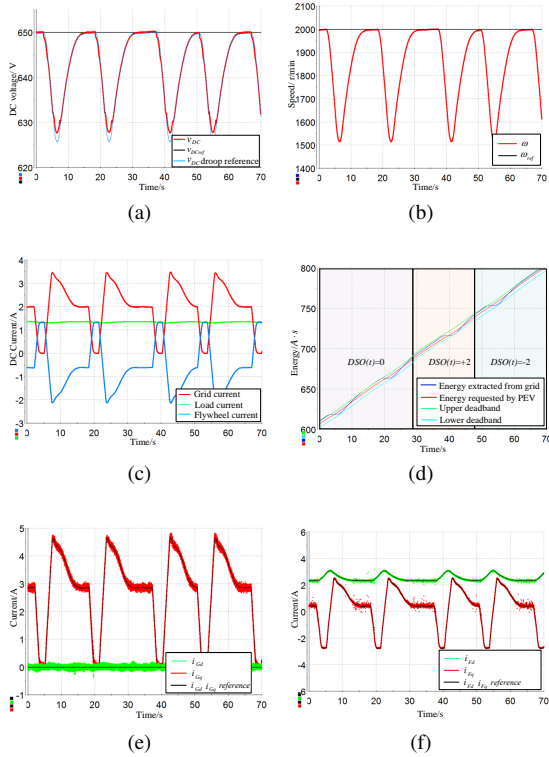 DC voltage/ V
650
640
630
620
v_DC
v_DCref
v_DC droop reference
0 10 20 30 40 50 60 70
Time/s
(a)
Speed/ r/min
2100
2000
1900
1800
1700
1600
1500
1400
ω
ω_ref
0 10 20 30 40 50 60 70
Time/s
(b)
DC Current/A
4
3
2
1
0
-1
-2
-3
Grid current
Load current
Flywheel current
0 10 20 30 40 50 60 70
Time/s
(c)
Energy/A · s
800
700
600
DSO(t)=0
DSO(t)=+2
DSO(t)=-2
Energy extracted from grid
Energy requested by PEV
Upper deadband
Lower deadband
0 10 20 30 40 50 60 70
Time/s
(d)
Current/A
5
4
3
2
1
0
-1
i_Gd
i_Gq
i_Gd i_Gq reference
0 10 20 30 40 50 60 70
Time/s
(e)
Current/A
6
4
2
0
-2
-4
-6
i_Fd
i_Fq
i_Fd i_Fq reference
0 10 20 30 40 50 60 70
Time/s
(f)